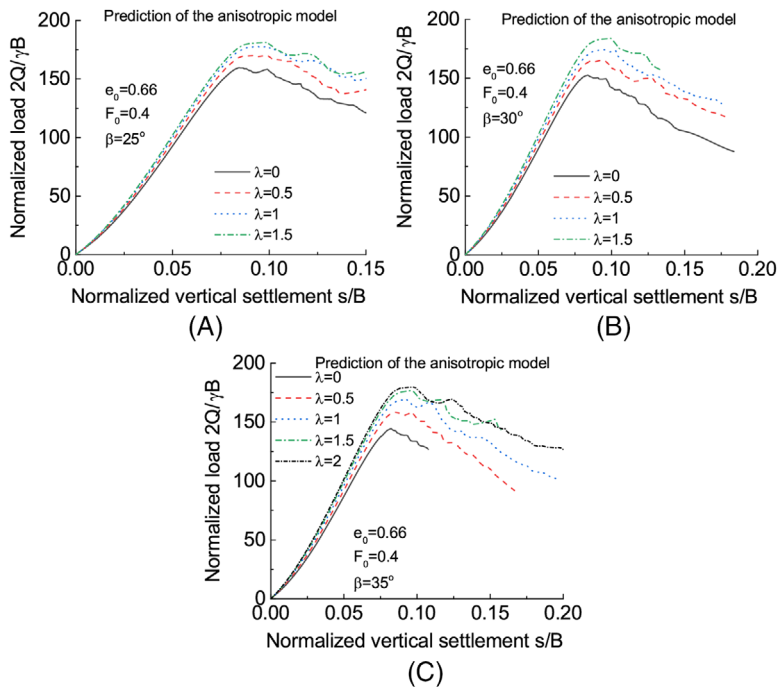 Prediction of the anisotropic model
200
150
100
50
0
Normalized load 2Q/γB
e₀=0.66
F₀=0.4
β=25°
λ=0
λ=0.5
λ=1
λ=1.5
0.00 0.05 0.10 0.15
Normalized vertical settlement s/B
(A)
Prediction of the anisotropic model
200
150
100
50
0
Normalized load 2Q/γB
e₀=0.66
F₀=0.4
β=30°
λ=0
λ=0.5
λ=1
λ=1.5
0.00 0.05 0.10 0.15 0.20
Normalized vertical settlement s/B
(B)
Prediction of the anisotropic model
200
150
100
50
0
Normalized load 2Q/γB
λ=0
λ=0.5
λ=1
λ=1.5
λ=2
e₀=0.66
F₀=0.4
β=35°
0.00 0.05 0.10 0.15 0.20
Normalized vertical settlement s/B
(C)